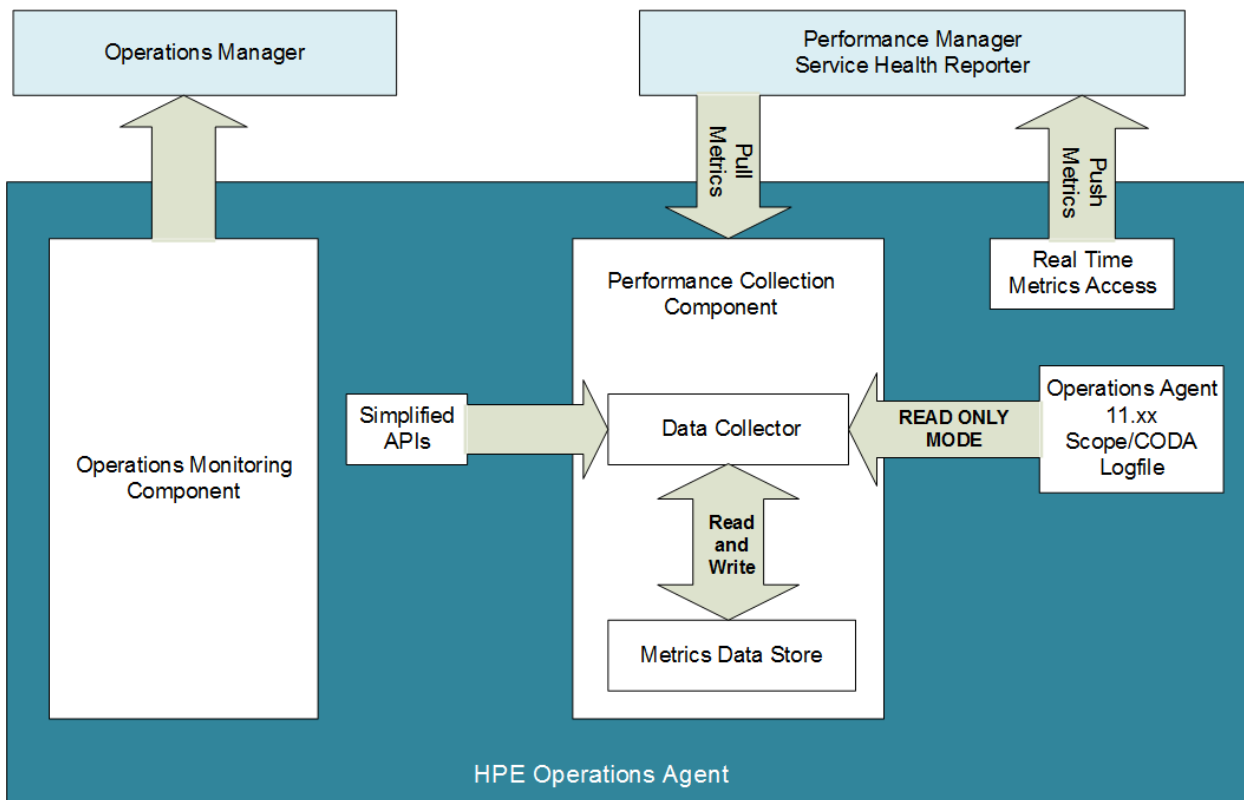 Operations Manager
Performance Manager
Service Health Reporter
Pull
Metrics
Push
Metrics
Real Time
Metrics Access
Performance Collection
Component
Operations Monitoring
Component
Simplified
APIs
Data Collector
READ ONLY
MODE
Operations Agent
11.xx
Scope/CODA
Logfile
Read
and
Write
Metrics Data Store
HPE Operations Agent